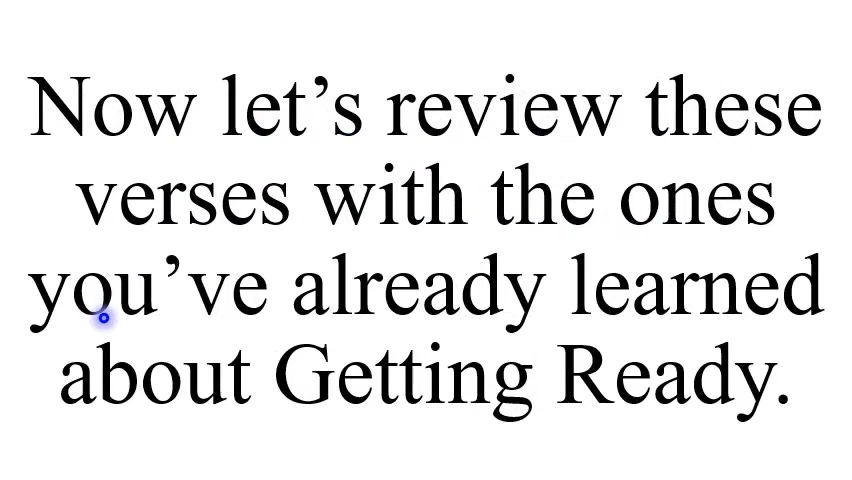 Now let’s review these
verses with the ones
you’ve already learned
about Getting Ready.